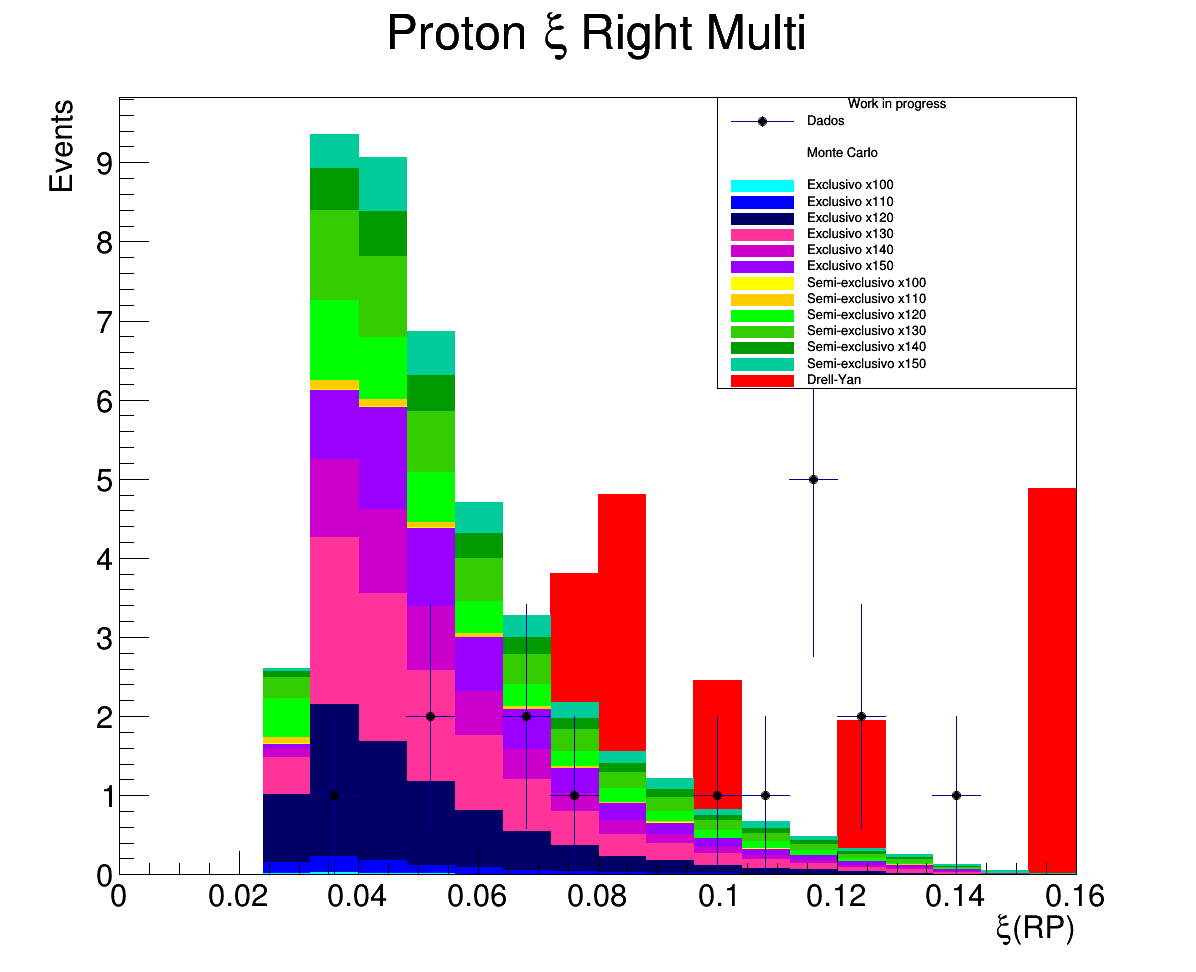 Proton ξ Right Multi
Events
Work in progress
Dados
Monte Carlo
Exclusivo x100
Exclusivo x110
Exclusivo x120
Exclusivo x130
Exclusivo x140
Exclusivo x150
Semi-exclusivo x100
Semi-exclusivo x110
Semi-exclusivo x120
Semi-exclusivo x130
Semi-exclusivo x140
Semi-exclusivo x150
Drell-Yan
9
8
7
6
5
4
3
2
1
0
0 0.02 0.04 0.06 0.08 0.1 0.12 0.14 0.16
ξ(RP)